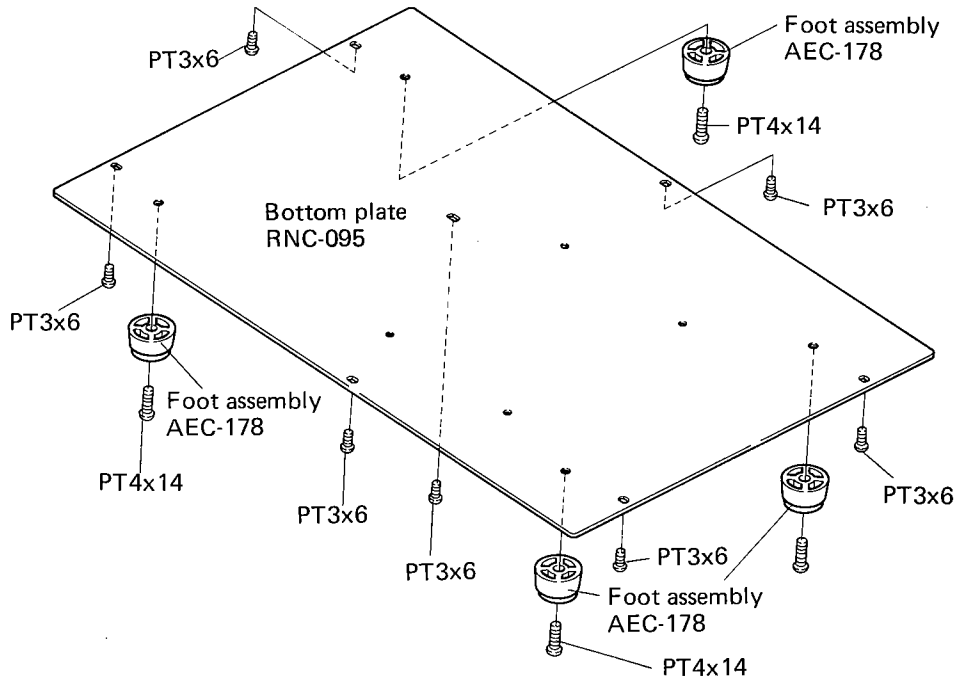 PT3x6
Foot assembly
AEC-178
PT4x14
PT3x6
Bottom plate
RNC-095
PT3x6
Foot assembly
AEC-178
PT4x14
PT3x6
PT3x6
PT3x6
PT3x6
Foot assembly
AEC-178
PT4x14